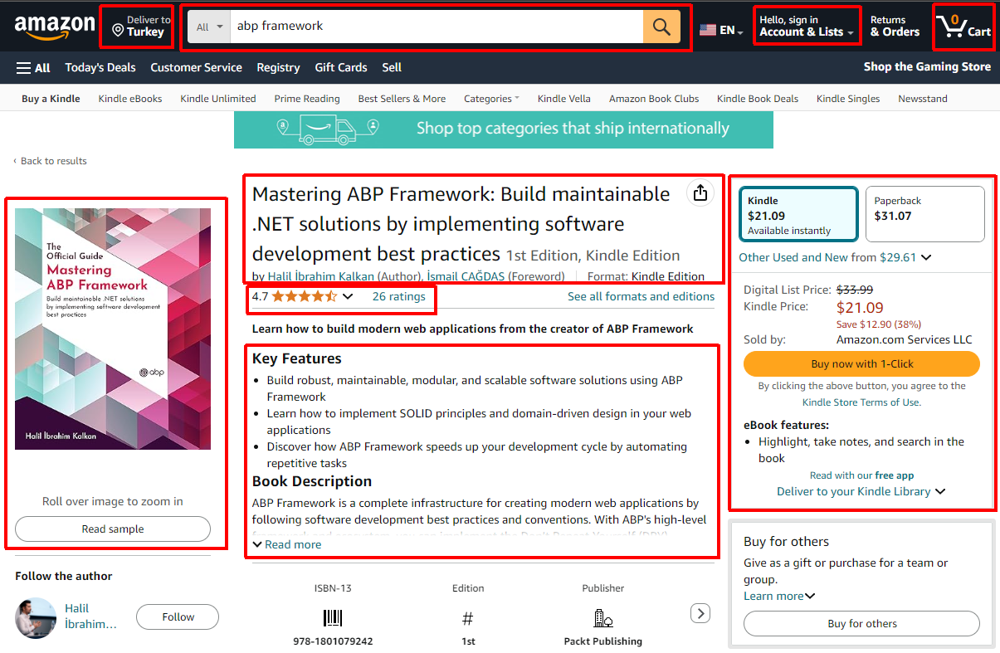 amazon
Deliver to
Turkey
All
abp framework
EN
Hello, sign in
Account & Lists
Returns
& Orders
0
Cart
All Today's Deals Customer Service Registry Gift Cards Sell
Shop the Gaming Store
Buy a Kindle Kindle eBooks Kindle Unlimited Prime Reading Best Sellers & More Categories Kindle Vella Amazon Book Clubs Kindle Book Deals Kindle Singles Newsstand
Shop top categories that ship internationally
‹ Back to results
The
Official Guide
Mastering
ABP Framework
Build maintainable .NET solutions
by implementing software development
best practices
abp
Halil İbrahim Kalkan
Roll over image to zoom in
Read sample
Follow the author
Halil
İbrahim...
Follow
Mastering ABP Framework: Build maintainable
.NET solutions by implementing software
development best practices 1st Edition, Kindle Edition
by Halil İbrahim Kalkan (Author), İsmail CAĞDAS (Foreword) | Format: Kindle Edition
4.7 26 ratings
See all formats and editions
Learn how to build modern web applications from the creator of ABP Framework
Key Features
• Build robust, maintainable, modular, and scalable software solutions using ABP
Framework
• Learn how to implement SOLID principles and domain-driven design in your web
applications
• Discover how ABP Framework speeds up your development cycle by automating
repetitive tasks
Book Description
ABP Framework is a complete infrastructure for creating modern web applications by
following software development best practices and conventions. With ABP's high-level
Read more
ISBN-13
978-1801079242
Edition
#
1st
Publisher
Packt Publishing
Kindle
$21.09
Available instantly
Paperback
$31.07
Other Used and New from $29.61
Digital List Price: $33.99
Kindle Price: $21.09
Save $12.90 (38%)
Sold by: Amazon.com Services LLC
Buy now with 1-Click
By clicking the above button, you agree to the
Kindle Store Terms of Use.
eBook features:
• Highlight, take notes, and search in the
book
Read with our free app
Deliver to your Kindle Library
Buy for others
Give as a gift or purchase for a team or
group.
Learn more
Buy for others